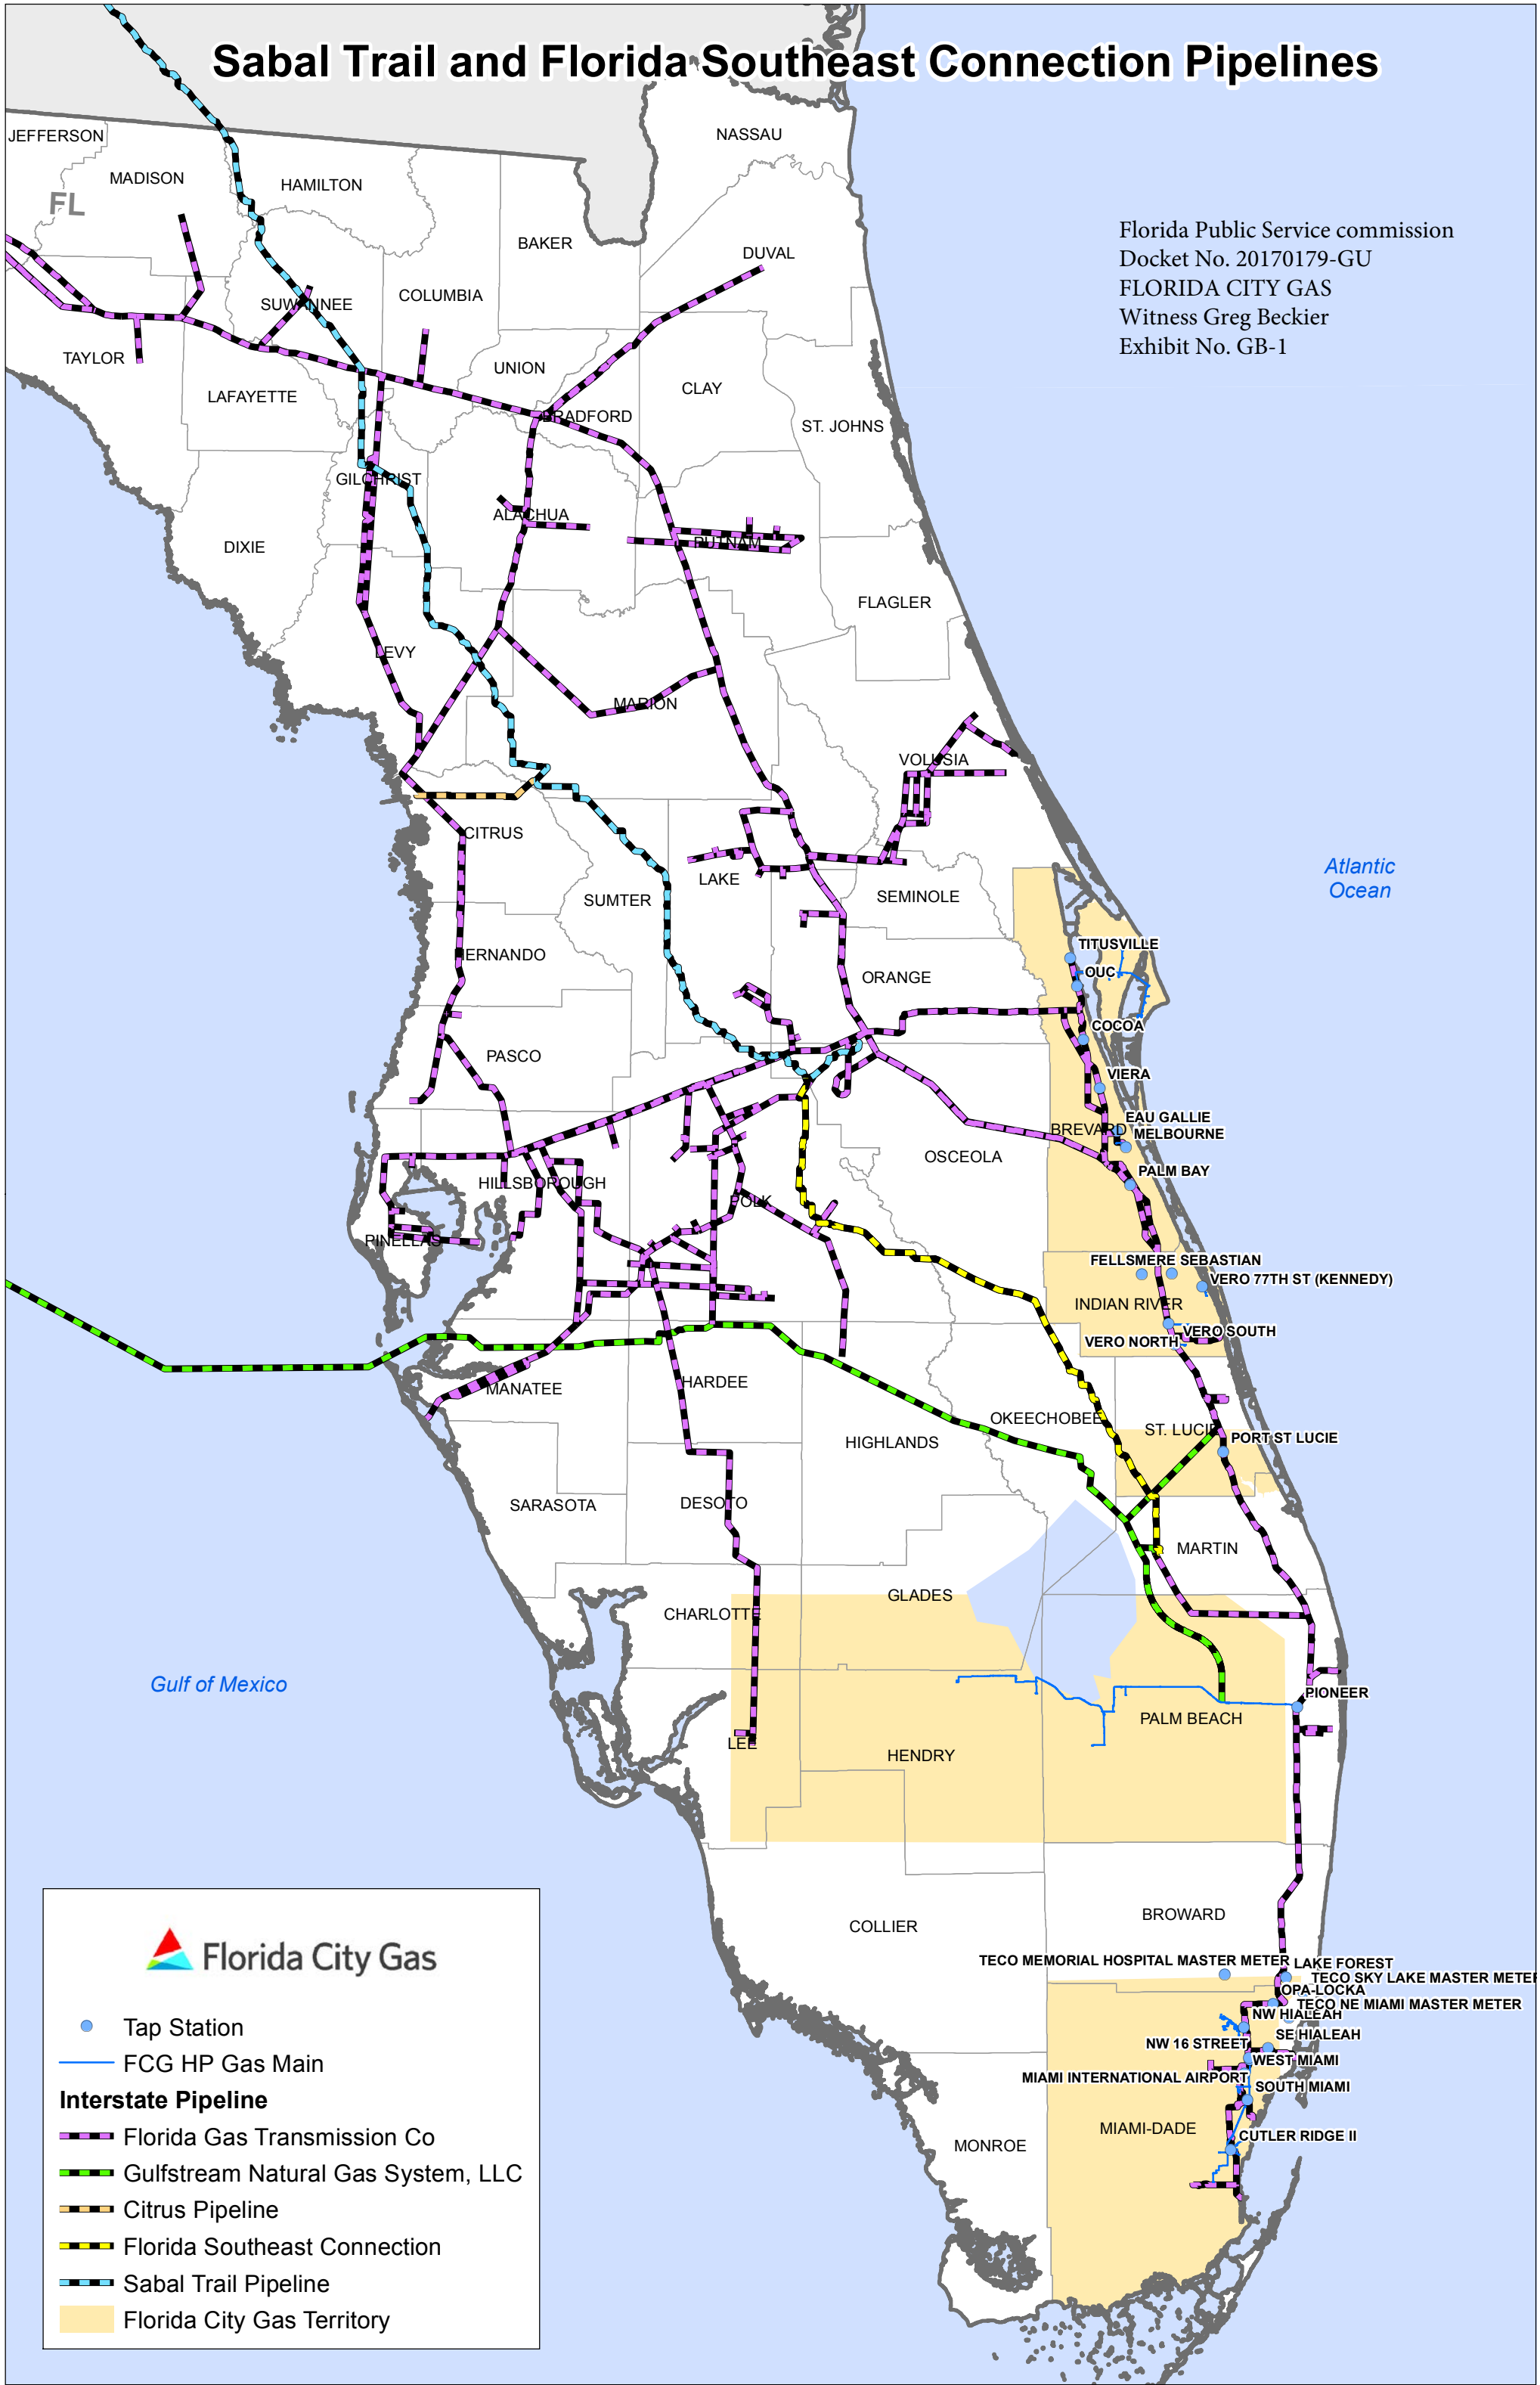 Sabal Trail and Florida Southeast Connection Pipelines
JEFFERSON
NASSAU
MADISON
HAMILTON
FL
Florida Public Service commission
Docket No. 20170179-GU
FLORIDA CITY GAS
Witness Greg Beckier
Exhibit No. GB-1
BAKER
DUVAL
SUWANNEE
COLUMBIA
TAYLOR
UNION
LAFAYETTE
CLAY
BRADFORD
ST. JOHNS
GILCHRIST
ALACHUA
PUTNAM
DIXIE
FLAGLER
LEVY
MARION
VOLUSIA
CITRUS
Atlantic
Ocean
LAKE
SEMINOLE
SUMTER
TITUSVILLE
HERNANDO
OUC
ORANGE
COCOA
PASCO
VIERA
EAU GALLIE
BREVARD
MELBOURNE
OSCEOLA
PALM BAY
HILLSBOROUGH
POLK
PINELLAS
FELLSMERE SEBASTIAN
VERO 77TH ST (KENNEDY)
INDIAN RIVER
VERO SOUTH
VERO NORTH
MANATEE
HARDEE
OKEECHOBEE
ST. LUCIE
PORT ST LUCIE
HIGHLANDS
SARASOTA
DESOTO
MARTIN
GLADES
CHARLOTTE
Gulf of Mexico
PIONEER
PALM BEACH
LEE
HENDRY
BROWARD
COLLIER
TECO MEMORIAL HOSPITAL MASTER METER
LAKE FOREST
TECO SKY LAKE MASTER METER
OPA-LOCKA
TECO NE MIAMI MASTER METER
NW HIALEAH
SE HIALEAH
NW 16 STREET
WEST MIAMI
MIAMI INTERNATIONAL AIRPORT
SOUTH MIAMI
MIAMI-DADE
CUTLER RIDGE II
MONROE
Florida City Gas
Tap Station
FCG HP Gas Main
Interstate Pipeline
Florida Gas Transmission Co
Gulfstream Natural Gas System, LLC
Citrus Pipeline
Florida Southeast Connection
Sabal Trail Pipeline
Florida City Gas Territory